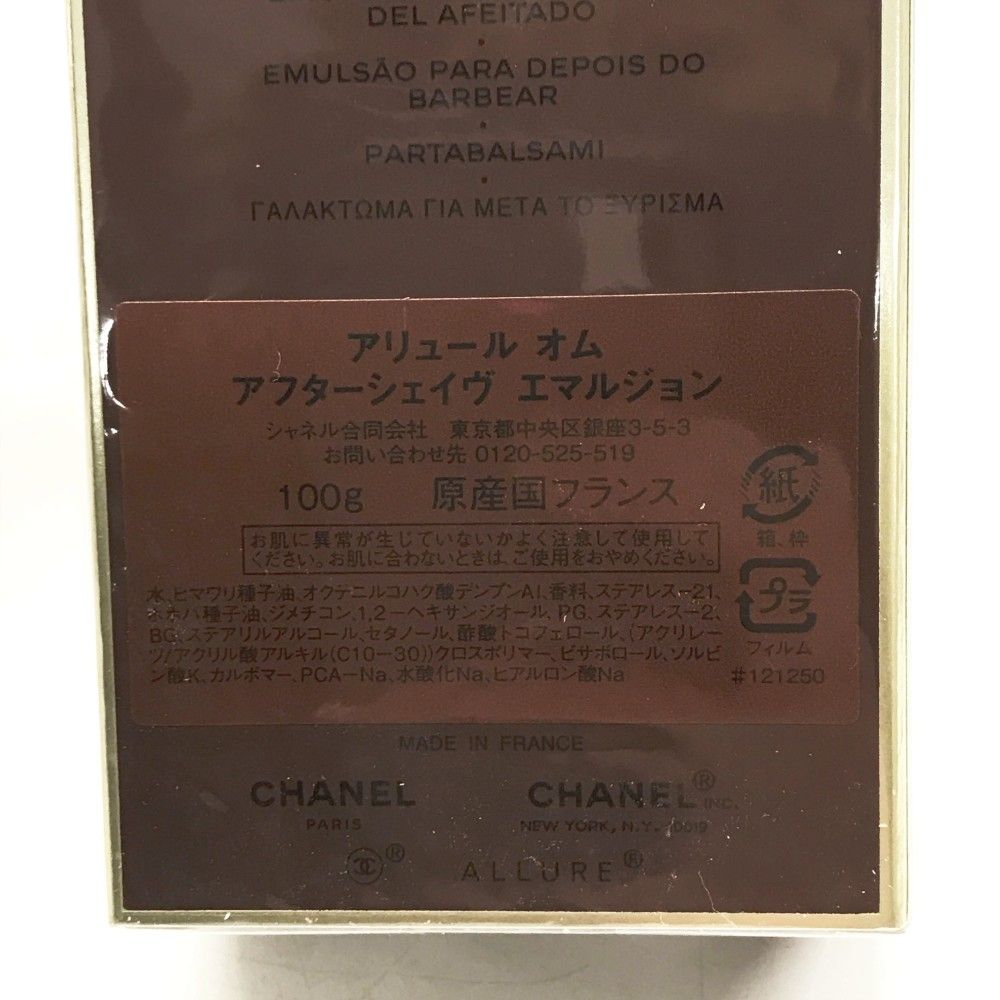 DEL AFEITADO
•
EMULSÃO PARA DEPOIS DO
BARBEAR
•
PARTABALSAMI
•
ΓΑΛΑΚΤΩΜΑ ΓΙΑ ΜΕΤΑ ΤΟ ΞΥΡΙΣΜΑ
アリュール オム
アフターシェイヴ エマルジョン
シャネル合同会社 東京都中央区銀座3-5-3
お問い合わせ先 0120-525-519
100g 原産国フランス
お肌に異常が生じていないかよく注意して使用して
ください。お肌に合わないときは、ご使用をおやめください。
水、ヒマワリ種子油、オクテニルコハク酸デンプンAl、香料、ステアレス-21、
ホホバ種子油、ジメチコン、1,2-ヘキサンジオール、PG、ステアレス-2、
BG、ステアリルアルコール、セタノール、酢酸トコフェロール、(アクリレー
ツ/アクリル酸アルキル(C10-30))クロスポリマー、ビサボロール、ソルビ
ン酸K、カルボマー、PCA-Na、水酸化Na、ヒアルロン酸Na
紙
箱、枠
プラ
フィルム
#121250
MADE IN FRANCE
CHANEL
PARIS
CHANEL® INC.
NEW YORK, N.Y. 10019
® ALLURE®